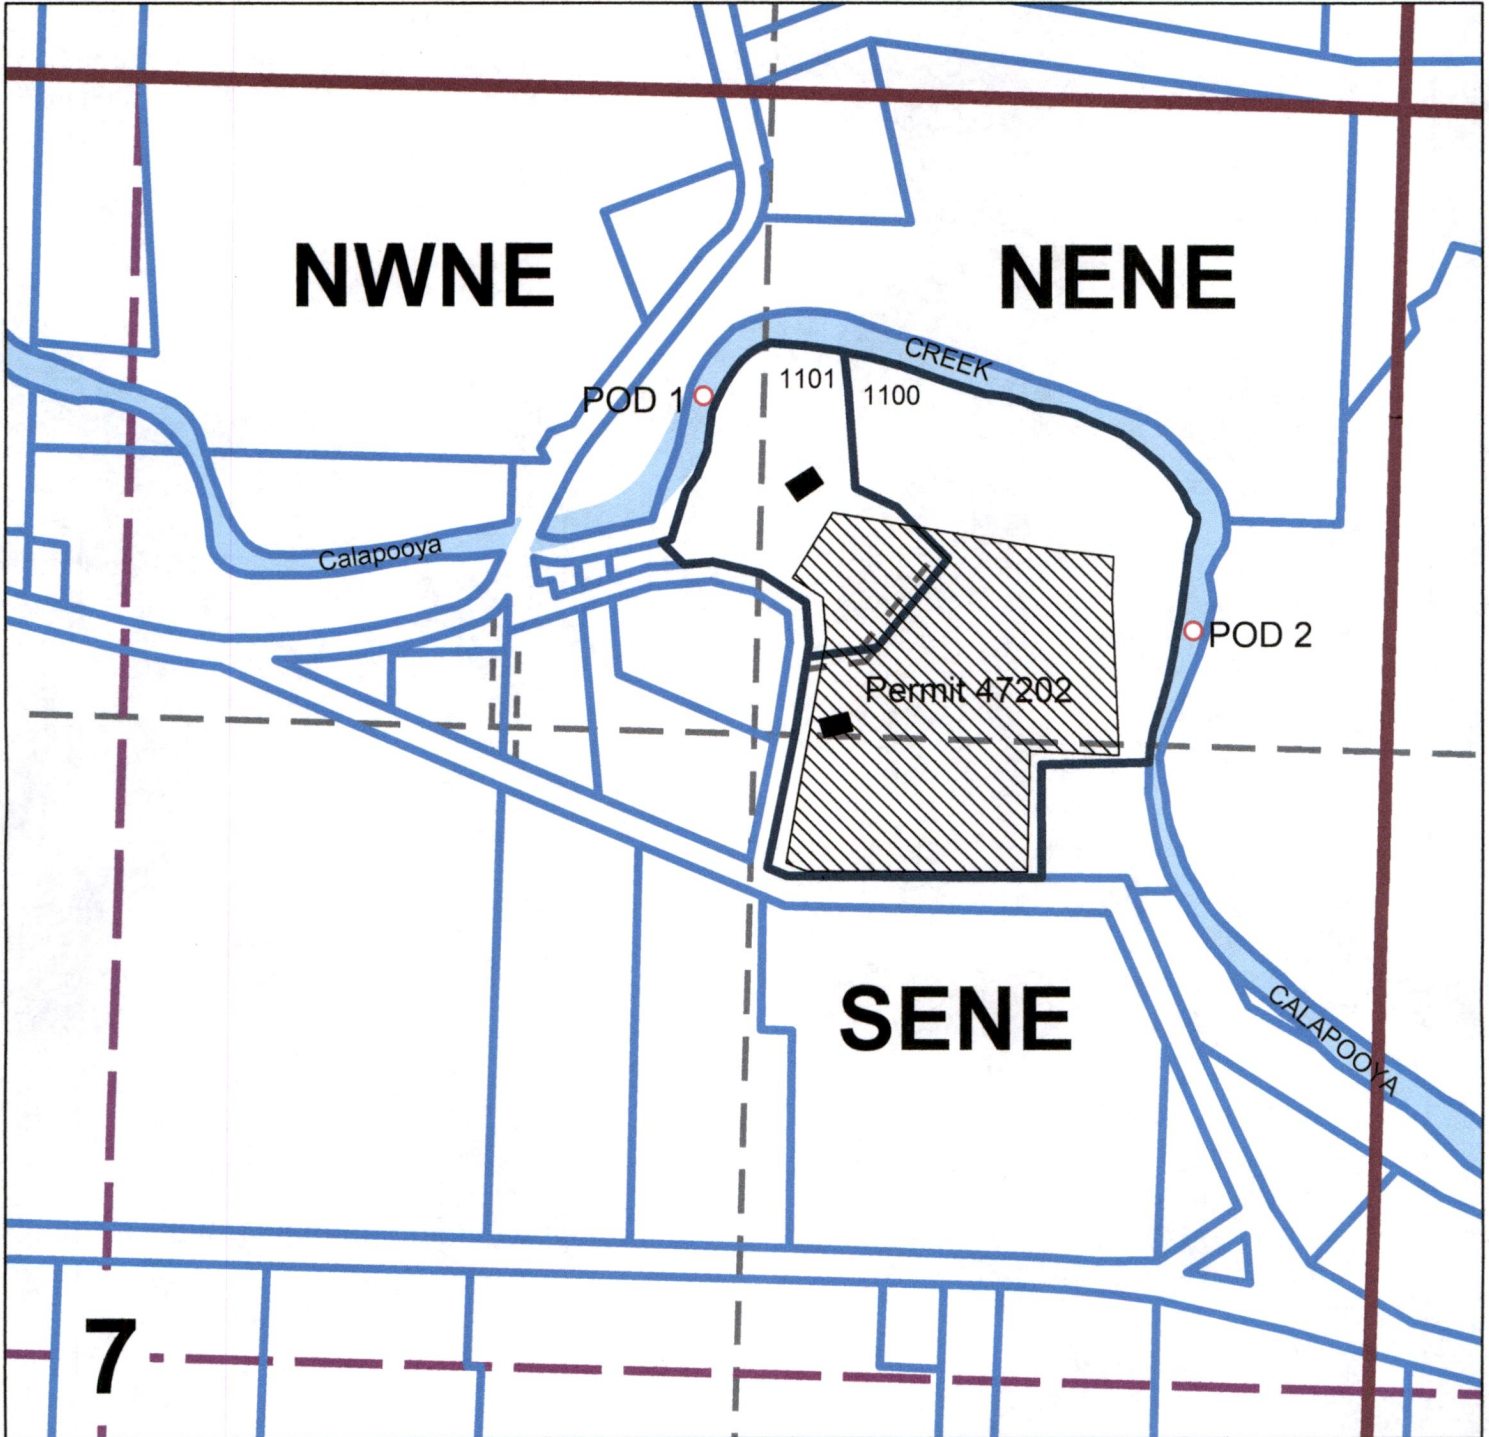 NWNE
NENE
CREEK
POD 1
1101
1100
Calapooya
POD 2
Permit 47202
SENE
CALAPOOYA
7